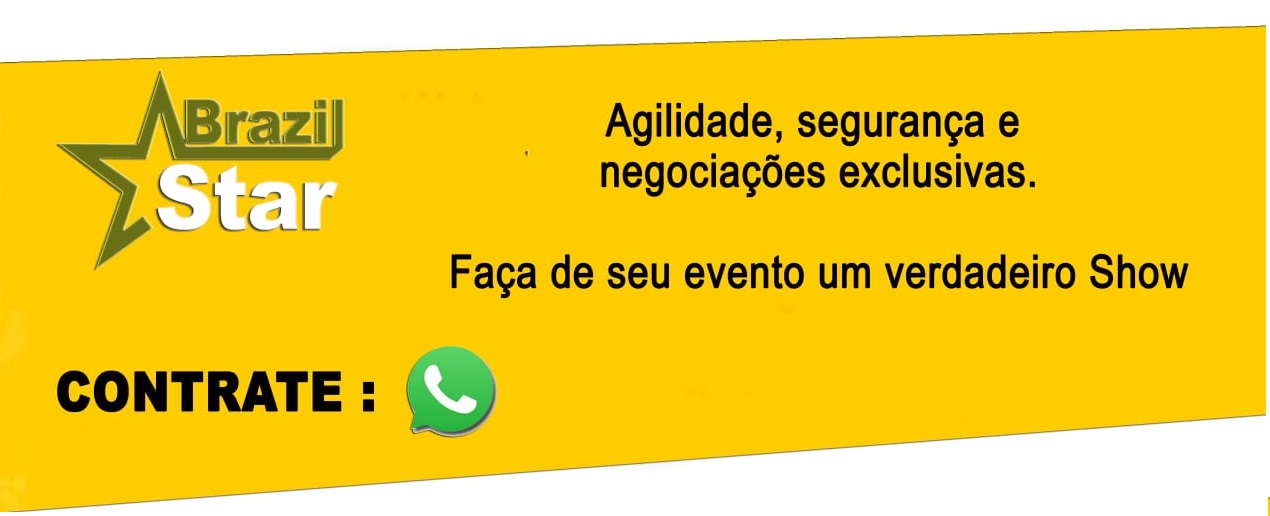 Brazil
Star
Agilidade, segurança e
negociações exclusivas.
Faça de seu evento um verdadeiro Show
CONTRATE :